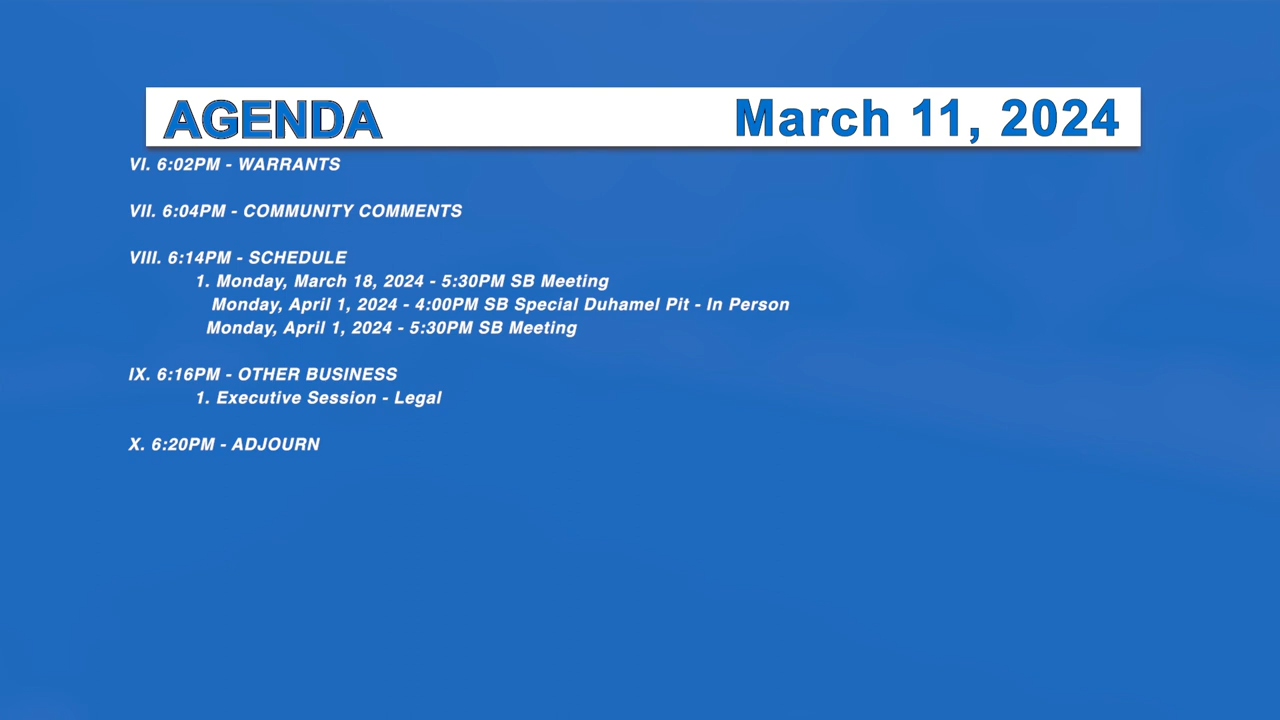 AGENDA March 11, 2024
VI. 6:02PM - WARRANTS
VII. 6:04PM - COMMUNITY COMMENTS
VIII. 6:14PM - SCHEDULE
1. Monday, March 18, 2024 - 5:30PM SB Meeting
Monday, April 1, 2024 - 4:00PM SB Special Duhamel Pit - In Person
Monday, April 1, 2024 - 5:30PM SB Meeting
IX. 6:16PM - OTHER BUSINESS
1. Executive Session - Legal
X. 6:20PM - ADJOURN